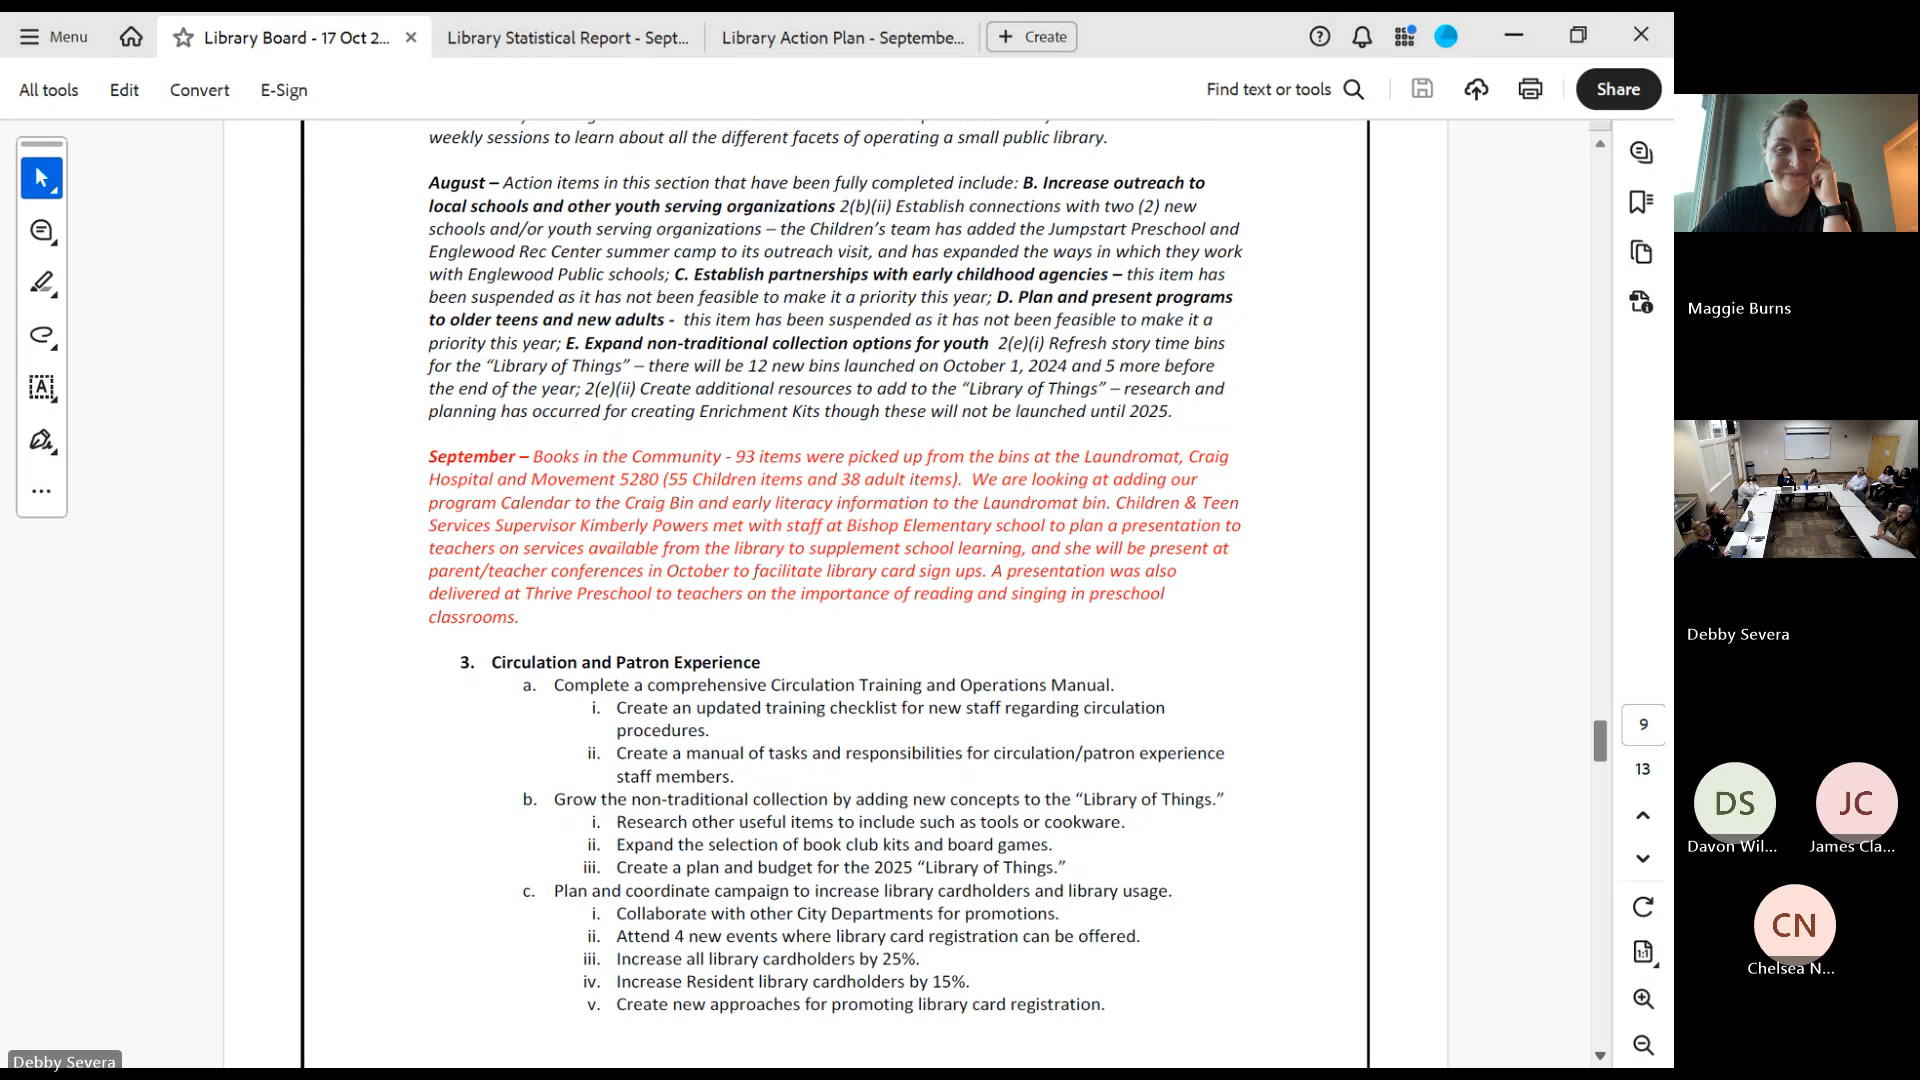 Menu
Library Board - 17 Oct 2...
Library Statistical Report - Sept...
Library Action Plan - Septembe...
Create
All tools
Edit
Convert
E-Sign
Find text or tools
Share
weekly sessions to learn about all the different facets of operating a small public library.
August – Action items in this section that have been fully completed include: B. Increase outreach to
local schools and other youth serving organizations 2(b)(ii) Establish connections with two (2) new
schools and/or youth serving organizations – the Children’s team has added the Jumpstart Preschool and
Englewood Rec Center summer camp to its outreach visit, and has expanded the ways in which they work
with Englewood Public schools; C. Establish partnerships with early childhood agencies – this item has
been suspended as it has not been feasible to make it a priority this year; D. Plan and present programs
to older teens and new adults - this item has been suspended as it has not been feasible to make it a
priority this year; E. Expand non-traditional collection options for youth 2(e)(i) Refresh story time bins
for the “Library of Things” – there will be 12 new bins launched on October 1, 2024 and 5 more before
the end of the year; 2(e)(ii) Create additional resources to add to the “Library of Things” – research and
planning has occurred for creating Enrichment Kits though these will not be launched until 2025.
September – Books in the Community - 93 items were picked up from the bins at the Laundromat, Craig
Hospital and Movement 5280 (55 Children items and 38 adult items). We are looking at adding our
program Calendar to the Craig Bin and early literacy information to the Laundromat bin. Children & Teen
Services Supervisor Kimberly Powers met with staff at Bishop Elementary school to plan a presentation to
teachers on services available from the library to supplement school learning, and she will be present at
parent/teacher conferences in October to facilitate library card sign ups. A presentation was also
delivered at Thrive Preschool to teachers on the importance of reading and singing in preschool
classrooms.
3. Circulation and Patron Experience
a. Complete a comprehensive Circulation Training and Operations Manual.
i. Create an updated training checklist for new staff regarding circulation
procedures.
ii. Create a manual of tasks and responsibilities for circulation/patron experience
staff members.
b. Grow the non-traditional collection by adding new concepts to the “Library of Things.”
i. Research other useful items to include such as tools or cookware.
ii. Expand the selection of book club kits and board games.
iii. Create a plan and budget for the 2025 “Library of Things.”
c. Plan and coordinate campaign to increase library cardholders and library usage.
i. Collaborate with other City Departments for promotions.
ii. Attend 4 new events where library card registration can be offered.
iii. Increase all library cardholders by 25%.
iv. Increase Resident library cardholders by 15%.
v. Create new approaches for promoting library card registration.
9
13
1:1
Debby Severa
Maggie Burns
Debby Severa
DS
JC
Davon Wil...
James Cla...
CN
Chelsea N...